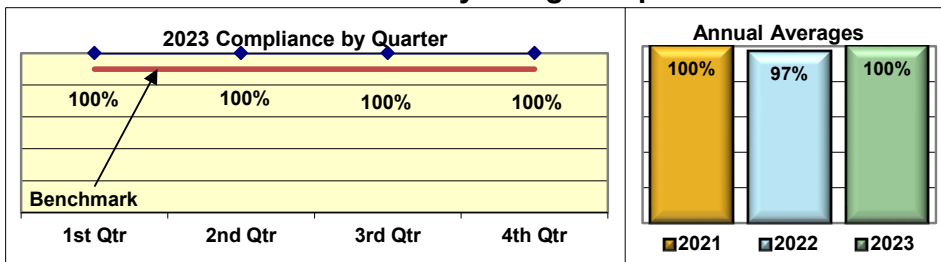 2023 Compliance by Quarter
100% 100% 100% 100%
Benchmark
1st Qtr 2nd Qtr 3rd Qtr 4th Qtr
Annual Averages
100% 97% 100%
2021 2022 2023